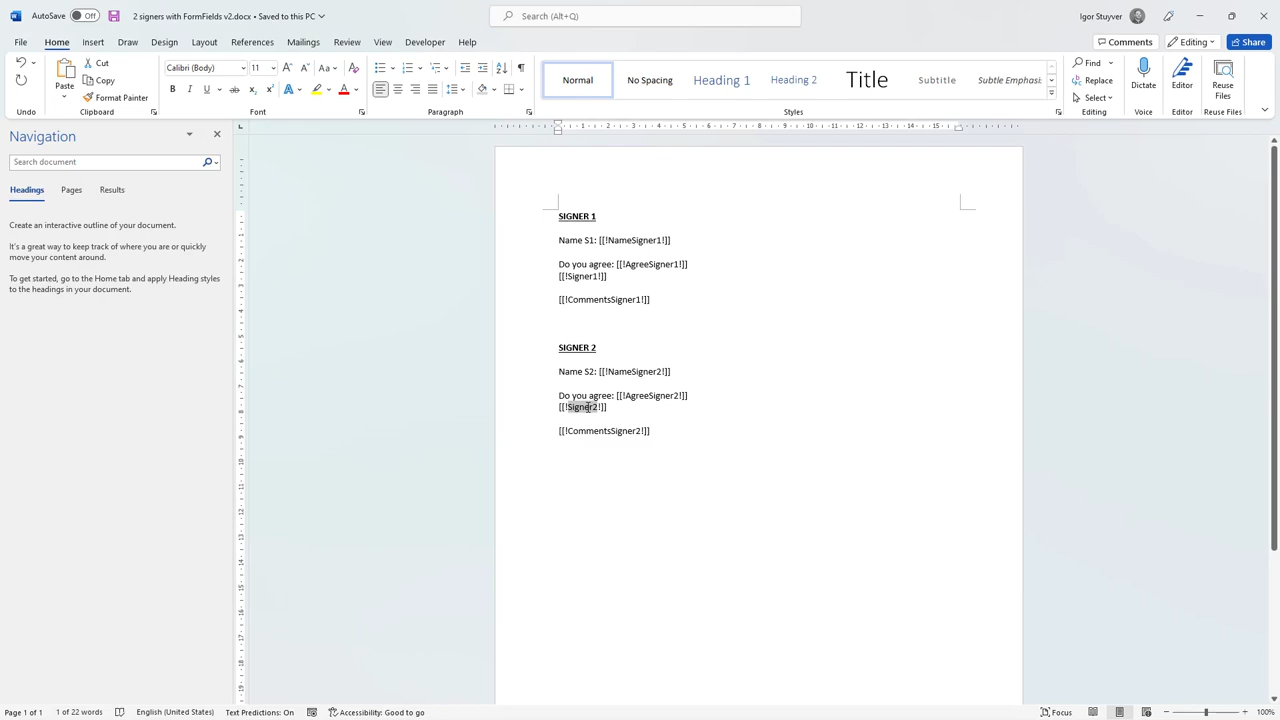 AutoSave Off 2 signers with FormFields v2.docx • Saved to this PC Search (Alt+Q) Igor Stuyver
File Home Insert Draw Design Layout References Mailings Review View Developer Help Comments Editing Share
Paste Cut Copy Format Painter
Calibri (Body) 11
Normal No Spacing Heading 1 Heading 2 Title Subtitle Subtle Emphasi...
Find Replace Select
Dictate Editor Reuse Files
Undo Clipboard Font Paragraph Styles Editing Voice Editor Reuse Files
Navigation
Search document
Headings Pages Results
Create an interactive outline of your document.
It's a great way to keep track of where you are or quickly
move your content around.
To get started, go to the Home tab and apply Heading styles
to the headings in your document.
SIGNER 1
Name S1: [[!NameSigner1!]]
Do you agree: [[!AgreeSigner1!]]
[[!Signer1!]]
[[!CommentsSigner1!]]
SIGNER 2
Name S2: [[!NameSigner2!]]
Do you agree: [[!AgreeSigner2!]]
[[!Signer2!]]
[[!CommentsSigner2!]]
Page 1 of 1 1 of 22 words English (United States) Text Predictions: On Accessibility: Good to go Focus 100%